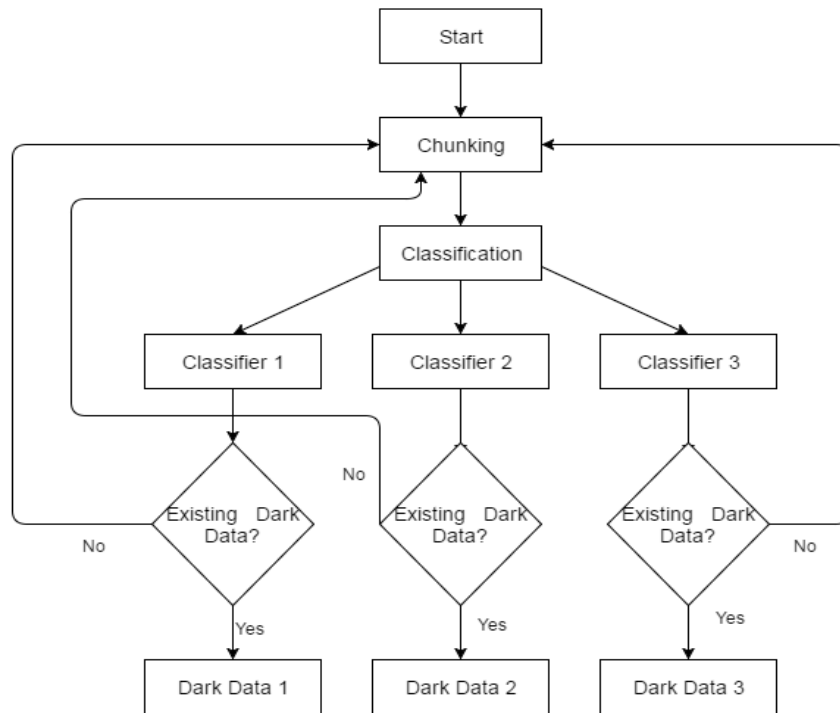 Start
Chunking
Classification
Classifier 1
Classifier 2
Classifier 3
Existing Dark
Data?
No
Existing Dark
Data?
No
Existing Dark
Data?
No
Yes
Yes
Yes
Dark Data 1
Dark Data 2
Dark Data 3